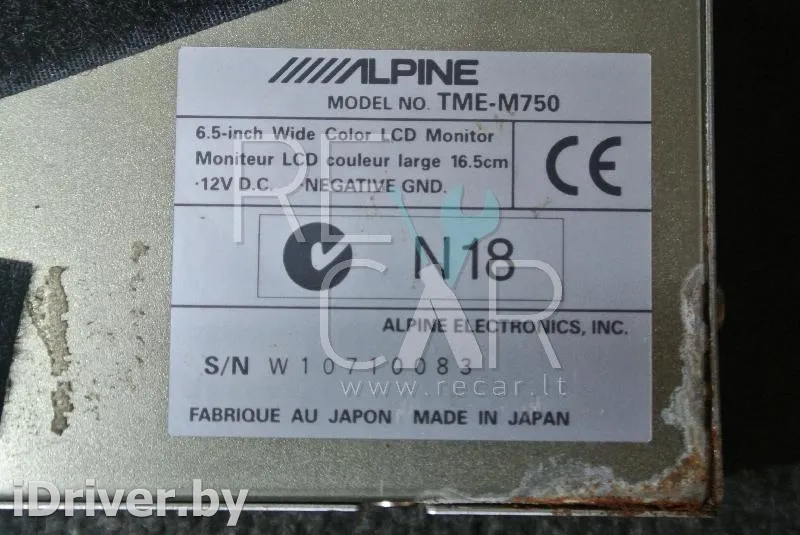 ALPINE
MODEL NO. TME-M750
6.5-inch Wide Color LCD Monitor
Moniteur LCD couleur large 16.5cm
·12V D.C. ·NEGATIVE GND.
CE
N18
RE
CAR
ALPINE ELECTRONICS, INC.
S/N W10710083
www.recar.lt
FABRIQUE AU JAPON MADE IN JAPAN
iDriver.by